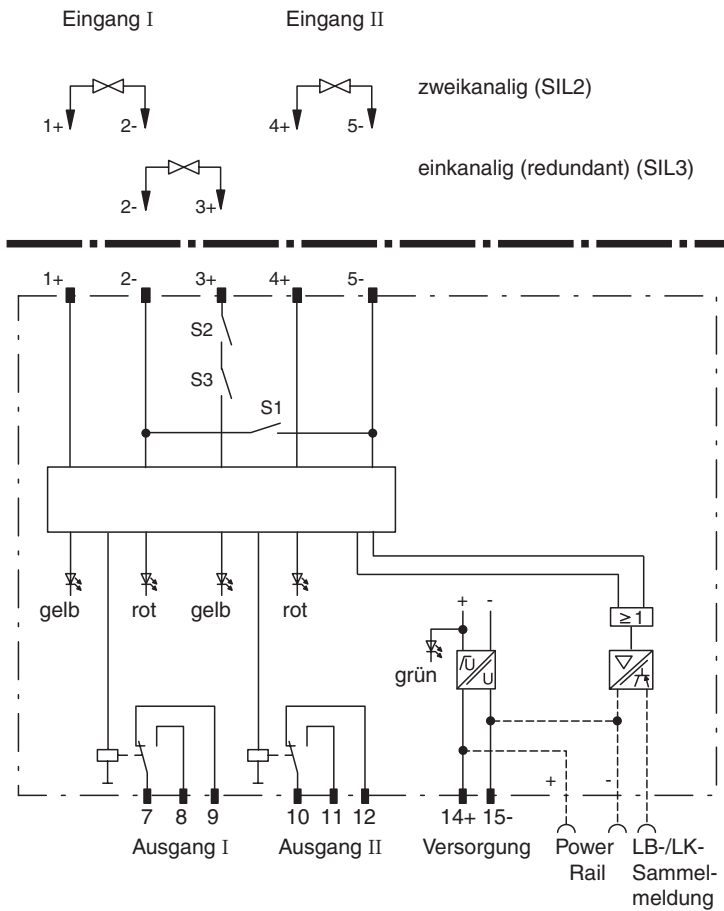 Eingang I Eingang II
zweikanalig (SIL2)
1+ 2- 4+ 5-
einkanalig (redundant) (SIL3)
2- 3+
1+ 2- 3+ 4+ 5-
S2
S3
S1
gelb rot gelb rot
+ -
≥1
grün
Ū
U
+ -
7 8 9 10 11 12 14+ 15-
Ausgang I Ausgang II Versorgung Power Rail LB-/LK-Sammel-meldung